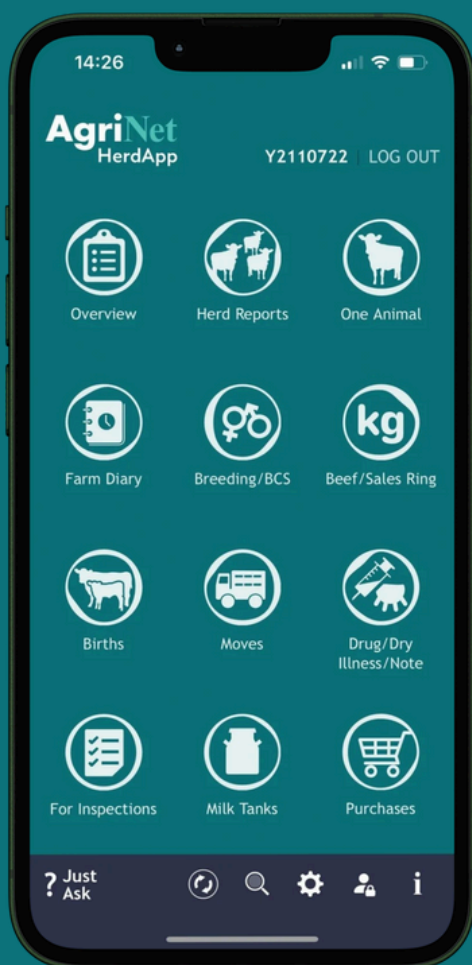 14:26
AgriNet
HerdApp
Y2110722 | LOG OUT
Overview
Herd Reports
One Animal
Farm Diary
Breeding/BCS
kg
Beef/Sales Ring
Births
Moves
Drug/Dry
Illness/Note
For Inspections
Milk Tanks
Purchases
? Just
Ask
i